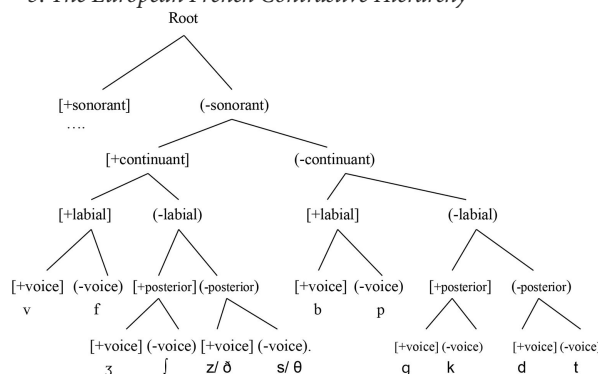 3. The European French Contrastive Hierarchy
Root
[+sonorant] (-sonorant)
....
[+continuant] (-continuant)
[+labial] (-labial) [+labial] (-labial)
[+voice] (-voice) [+posterior] (-posterior) [+voice] (-voice) [+posterior] (-posterior)
v f b p
[+voice] (-voice) [+voice] (-voice). [+voice] (-voice) [+voice] (-voice)
ʒ ʃ z/ ð s/ θ g k d t